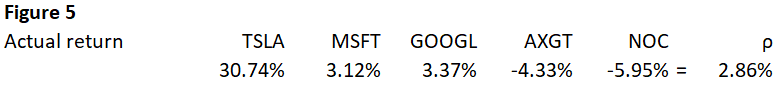 Figure 5
Actual return TSLA MSFT GOOGL AXGT NOC ρ
30.74% 3.12% 3.37% -4.33% -5.95% = 2.86%